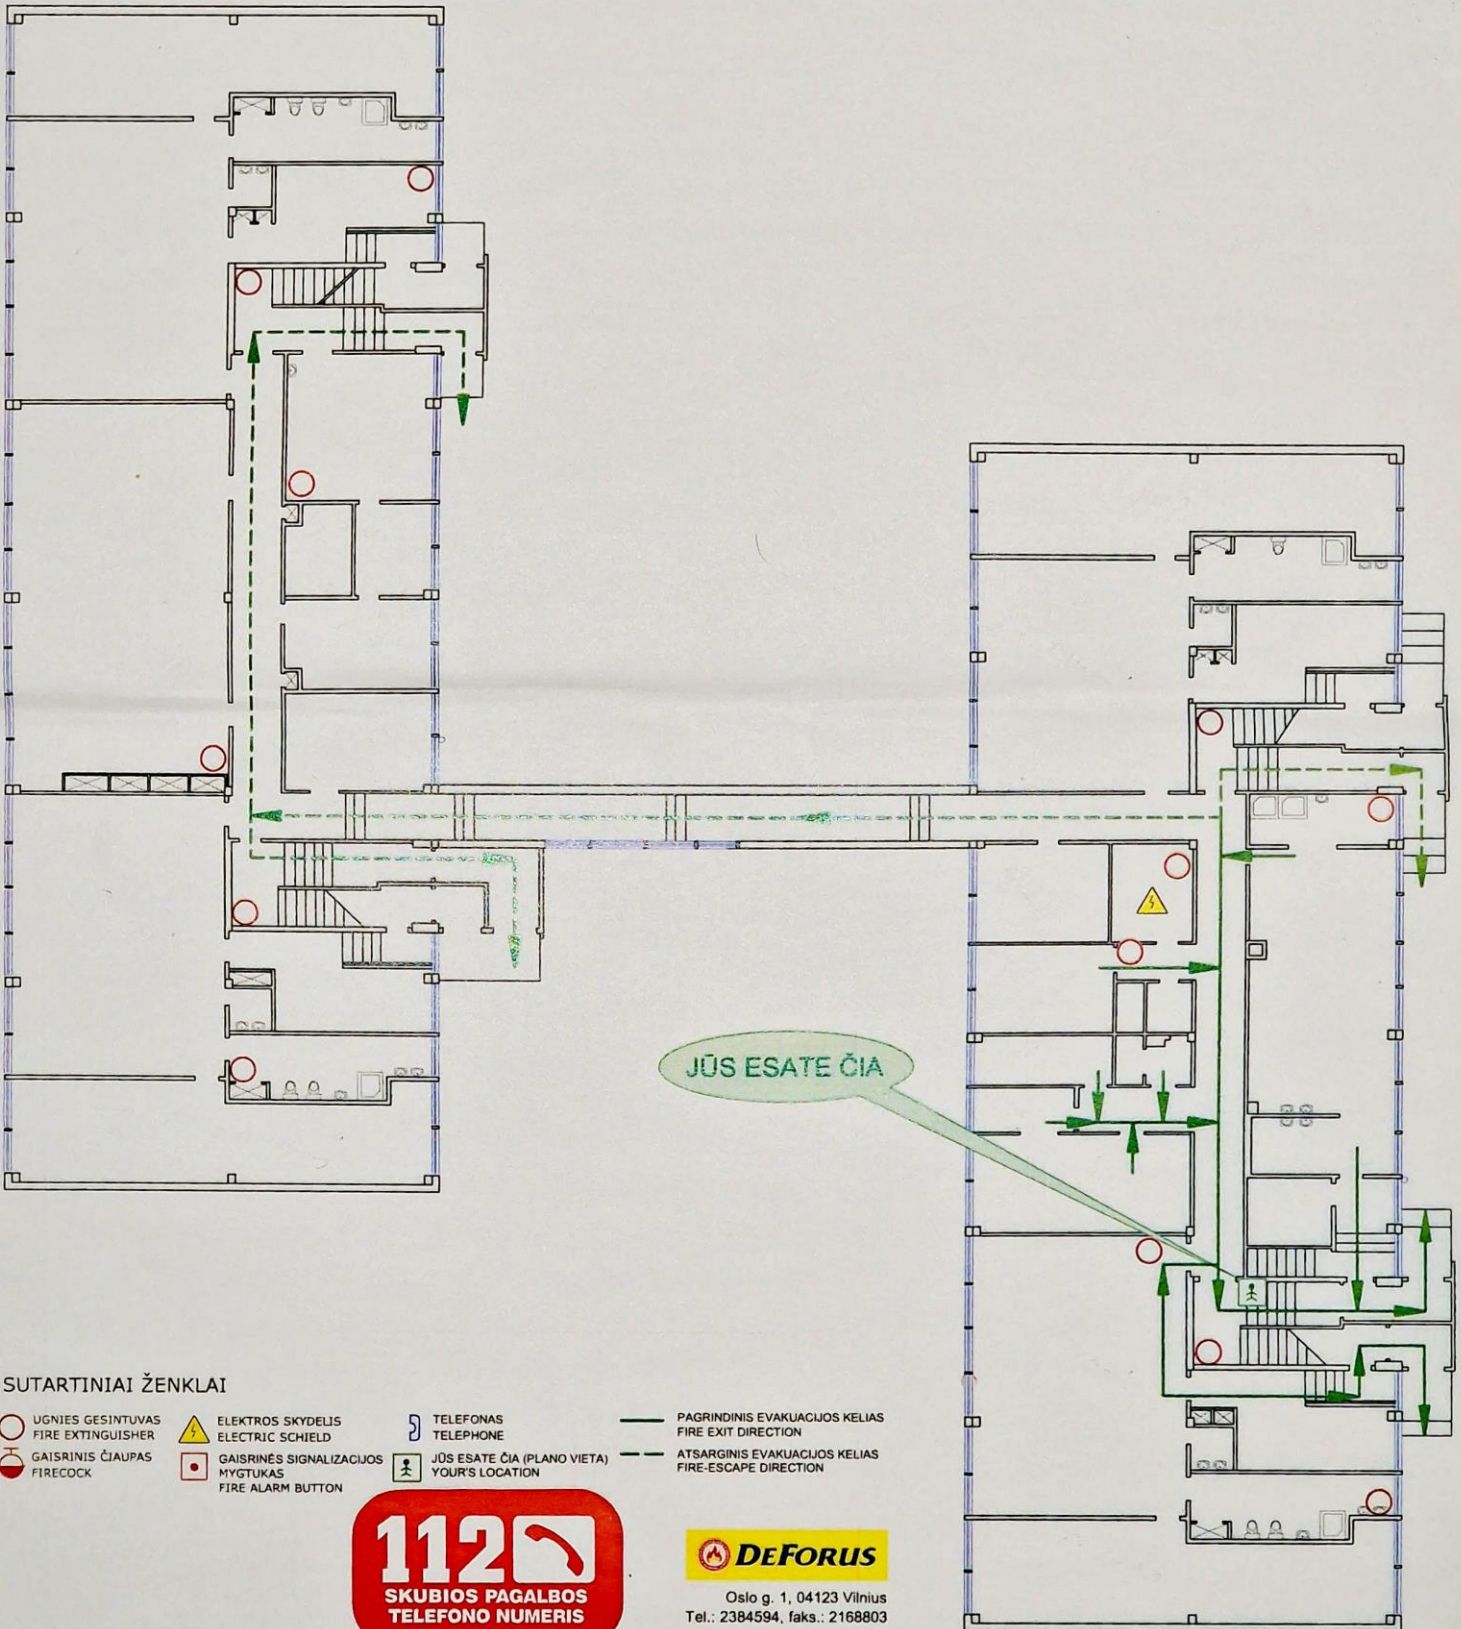 JŪS ESATE ČIA
SUTARTINIAI ŽENKLAI
UGNIES GESINTUVAS
FIRE EXTINGUISHER
GAISRINIS ČIAUPAS
FIRECOCK
ELEKTROS SKYDELIS
ELECTRIC SCHIELD
GAISRINĖS SIGNALIZACIJOS
MYGTUKAS
FIRE ALARM BUTTON
TELEFONAS
TELEPHONE
JŪS ESATE ČIA (PLANO VIETA)
YOUR'S LOCATION
PAGRINDINIS EVAKUACIJOS KELIAS
FIRE EXIT DIRECTION
ATSARGINIS EVAKUACIJOS KELIAS
FIRE-ESCAPE DIRECTION
112
SKUBIOS PAGALBOS
TELEFONO NUMERIS
DEFORUS
Oslo g. 1, 04123 Vilnius
Tel.: 2384594, faks.: 2168803